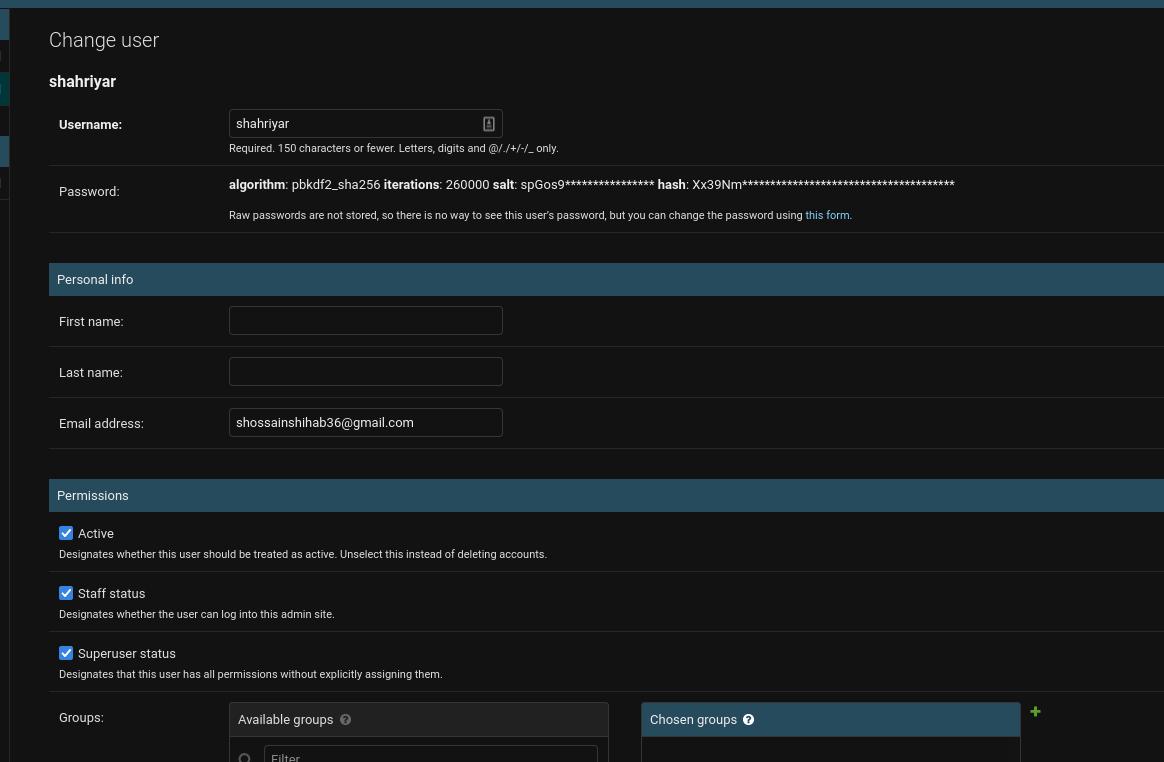 Change user
shahriyar
Username:
shahriyar
Required. 150 characters or fewer. Letters, digits and @/./+/-/_ only.
Password:
algorithm: pbkdf2_sha256 iterations: 260000 salt: spGos9**************** hash: Xx39Nm**************************************
Raw passwords are not stored, so there is no way to see this user's password, but you can change the password using this form.
Personal info
First name:
Last name:
Email address:
shossainshihab36@gmail.com
Permissions
Active
Designates whether this user should be treated as active. Unselect this instead of deleting accounts.
Staff status
Designates whether the user can log into this admin site.
Superuser status
Designates that this user has all permissions without explicitly assigning them.
Groups:
Available groups ?
Chosen groups ?
Filter